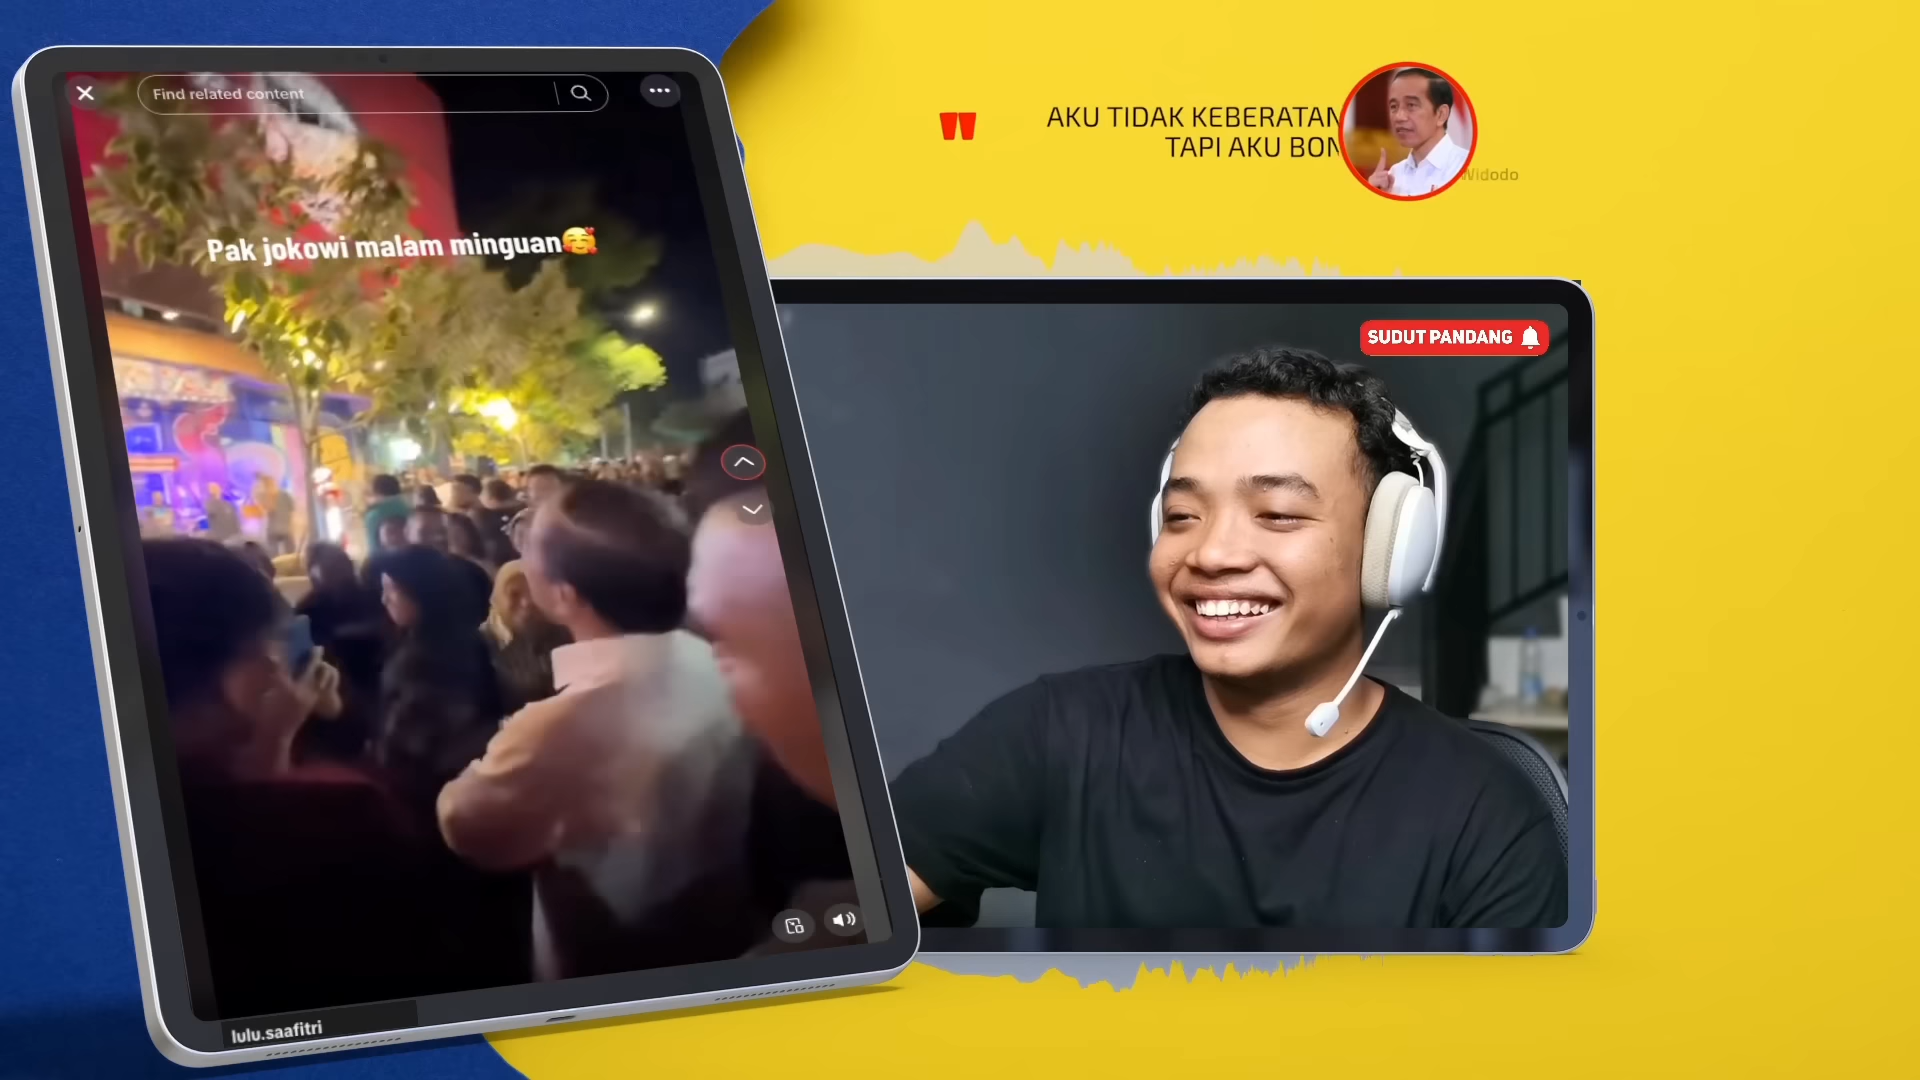 Find related content
Pak jokowi malam minguan🥰
lulu.saafitri
"
AKU TIDAK KEBERATAN
TAPI AKU BON
Widodo
SUDUT PANDANG